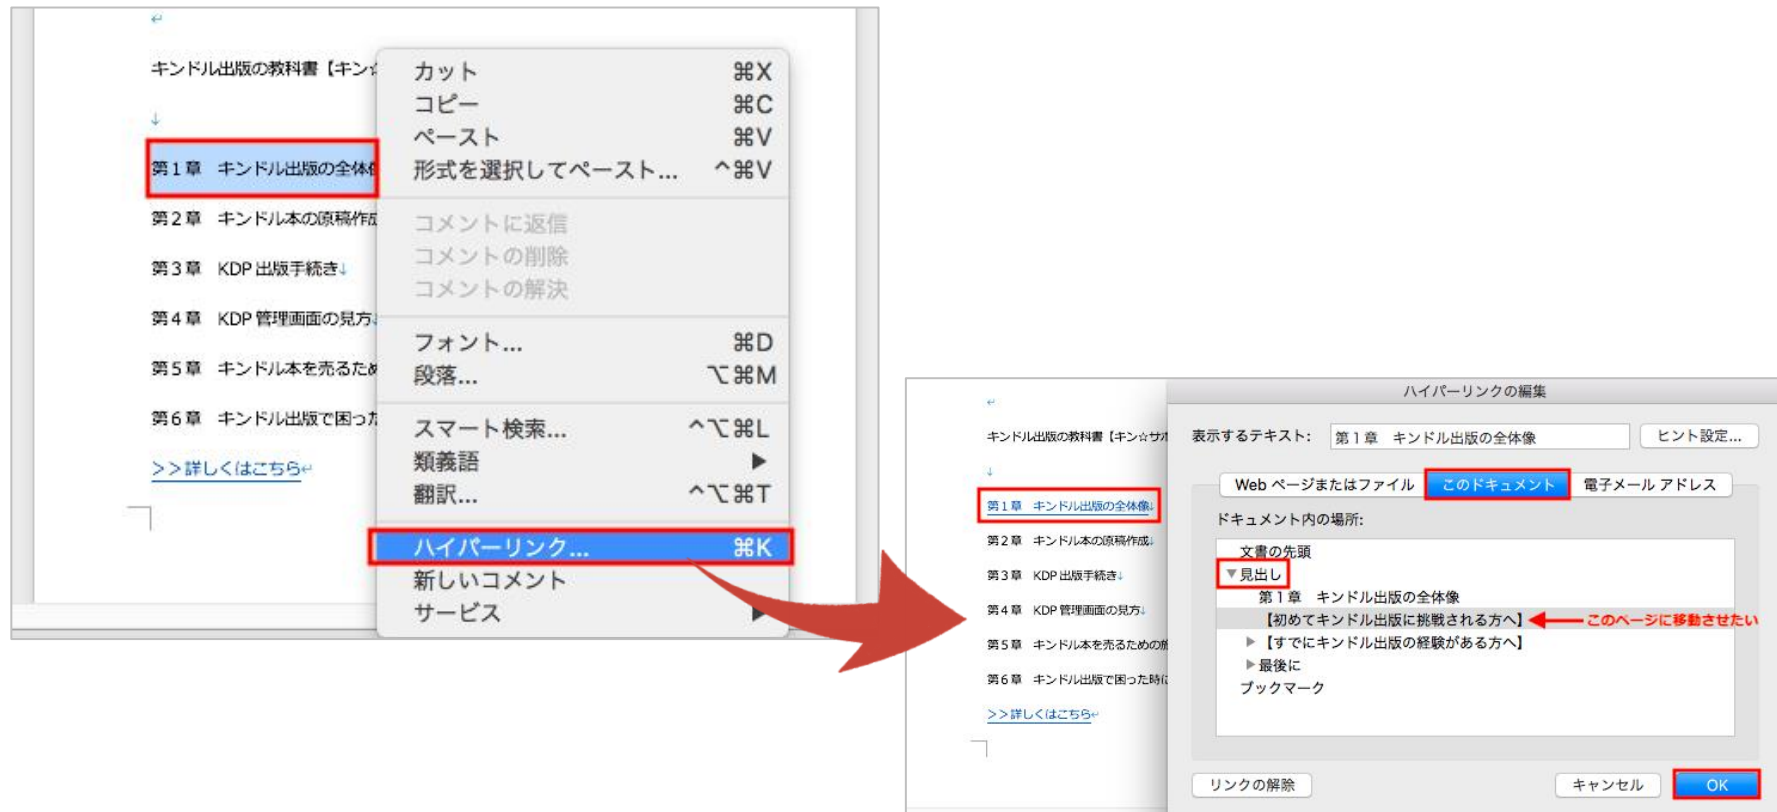 キンドル出版の教科書【キン☆
↓
第1章　キンドル出版の全体像
第2章　キンドル本の原稿作成
第3章　KDP出版手続き↓
第4章　KDP管理画面の見方↓
第5章　キンドル本を売るため
第6章　キンドル出版で困った
>>詳しくはこちら↵
カット ⌘X
コピー ⌘C
ペースト ⌘V
形式を選択してペースト... ^⌘V
コメントに返信
コメントの削除
コメントの解決
フォント... ⌘D
段落... ⌥⌘M
スマート検索... ^⌥⌘L
類義語 ▶
翻訳... ^⌥⌘T
ハイパーリンク... ⌘K
新しいコメント
サービス ▶
キンドル出版の教科書【キン☆サポ
↓
第1章　キンドル出版の全体像↓
第2章　キンドル本の原稿作成↓
第3章　KDP出版手続き↓
第4章　KDP管理画面の見方↓
第5章　キンドル本を売るための
第6章　キンドル出版で困った時に
>>詳しくはこちら↵
ハイパーリンクの編集
表示するテキスト: 第1章　キンドル出版の全体像 ヒント設定...
Web ページまたはファイル このドキュメント 電子メール アドレス
ドキュメント内の場所:
文書の先頭
▼見出し
第1章　キンドル出版の全体像
【初めてキンドル出版に挑戦される方へ】 このページに移動させたい
▶【すでにキンドル出版の経験がある方へ】
▶最後に
ブックマーク
リンクの解除 キャンセル OK